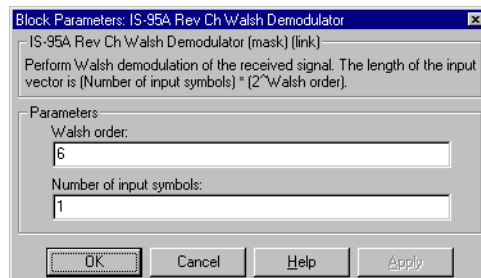 Block Parameters: IS-95A Rev Ch Walsh Demodulator
IS-95A Rev Ch Walsh Demodulator (mask) (link)
Perform Walsh demodulation of the received signal. The length of the input
vector is (Number of input symbols) * (2^Walsh order).
Parameters
Walsh order:
6
Number of input symbols:
1
OK Cancel Help Apply